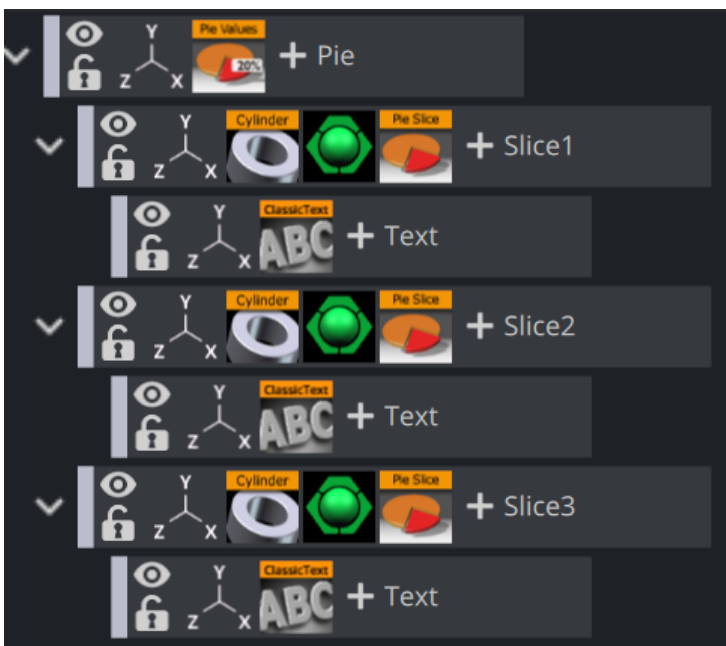 Y Pie Values
20% Pie
Z X
Y Cylinder Pie Slice
Slice1
Z X
Y ClassicText
ABC Text
Z X
Y Cylinder Pie Slice
Slice2
Z X
Y ClassicText
ABC Text
Z X
Y Cylinder Pie Slice
Slice3
Z X
Y ClassicText
ABC Text
Z X